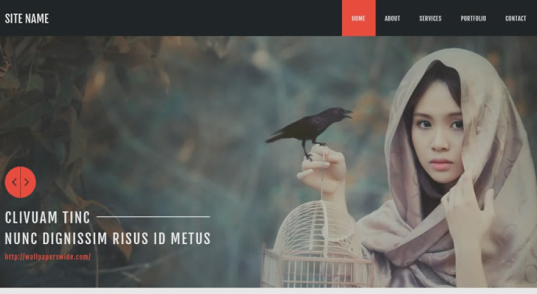 SITE NAME
HOME ABOUT SERVICES PORTFOLIO CONTACT
CLIVUAM TINC
NUNC DIGNISSIM RISUS ID METUS
http://wallpaperswide.com/